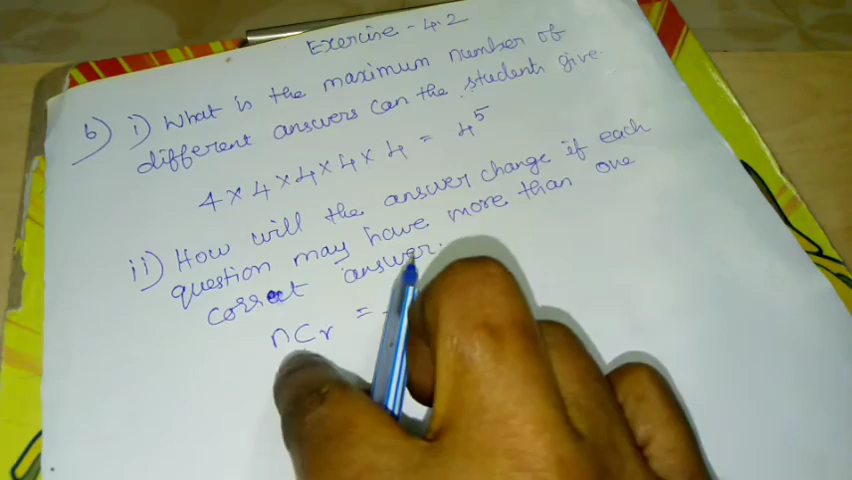 Exercise - 4.2
6) i) What is the maximum number of
different answers can the students give.
4 × 4 × 4 × 4 × 4 = 4⁵
ii) How will the answer change if each
question may have more than one
correct answer.
nCr =